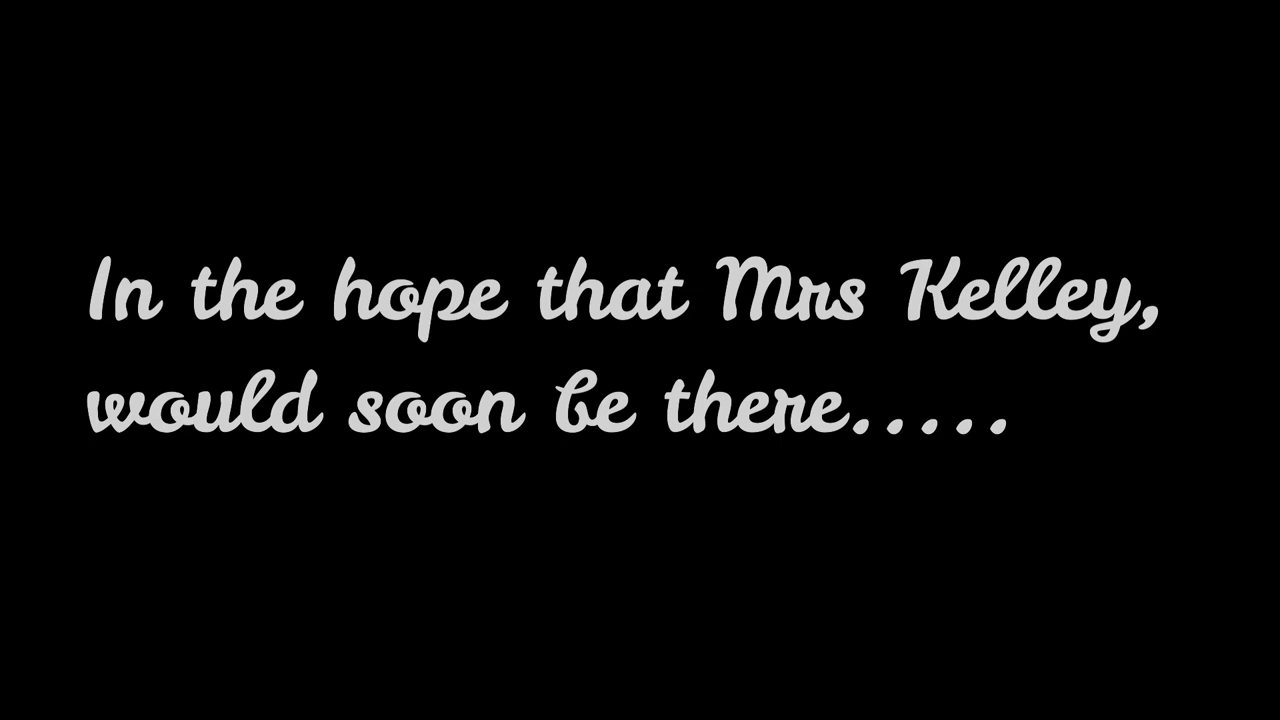 In the hope that Mrs Kelley,
would soon be there.....